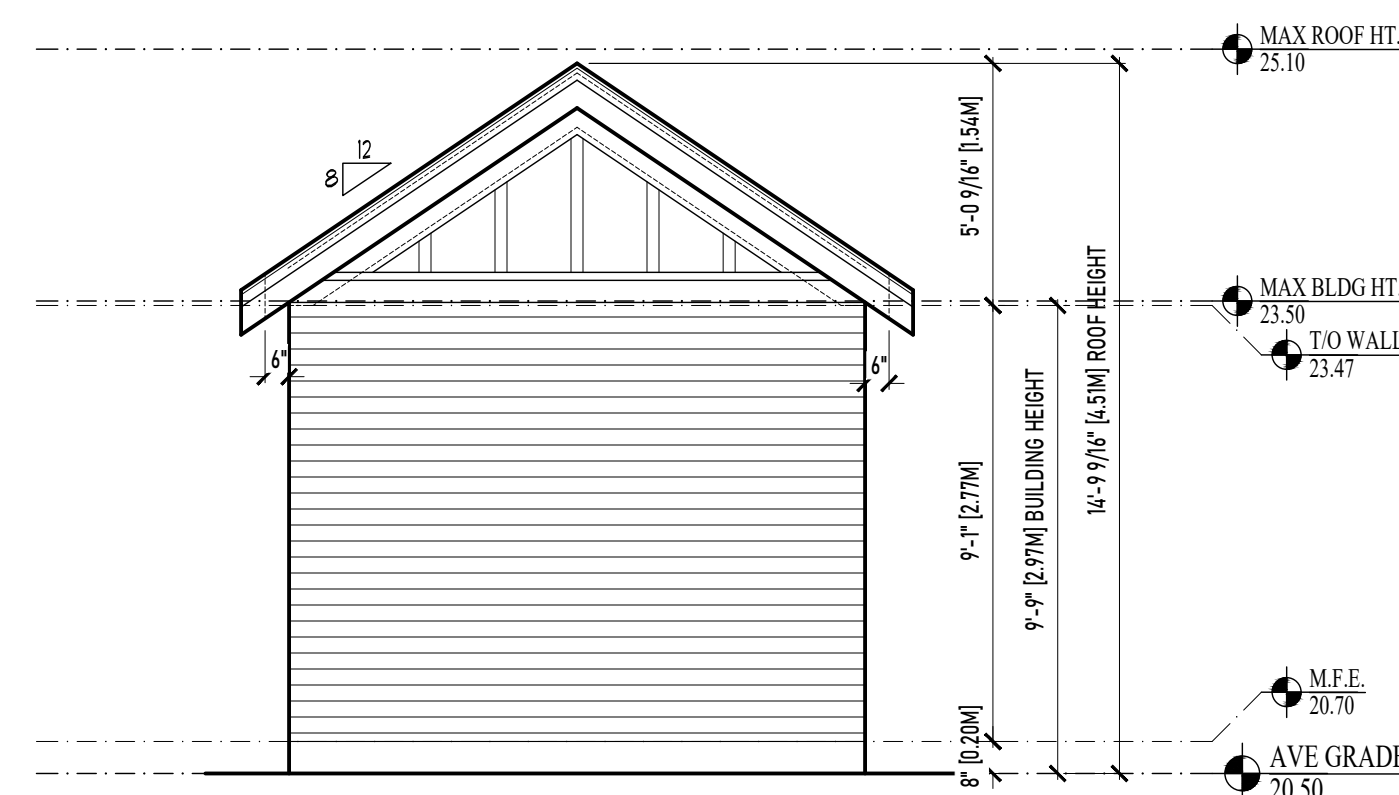 MAX ROOF HT.
25.10
12
8
5'-0 9/16" [1.54M]
MAX BLDG HT.
23.50
T/O WALL
23.47
6"
6"
14'-9 9/16" [4.51M] ROOF HEIGHT
9'-9" [2.97M] BUILDING HEIGHT
9'-1" [2.77M]
M.F.E.
20.70
8" [0.20M]
AVE GRADE
20.50